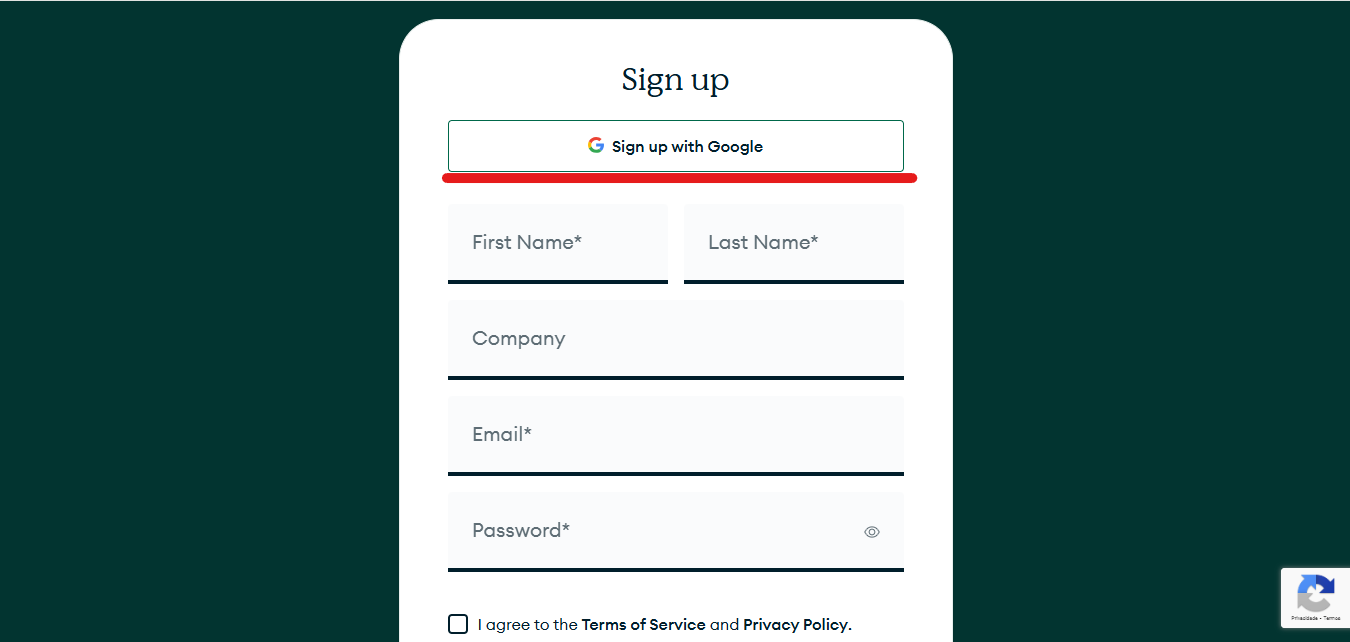 Sign up
Sign up with Google
First Name* Last Name*
Company
Email*
Password*
I agree to the Terms of Service and Privacy Policy.
Privacidade - Termos